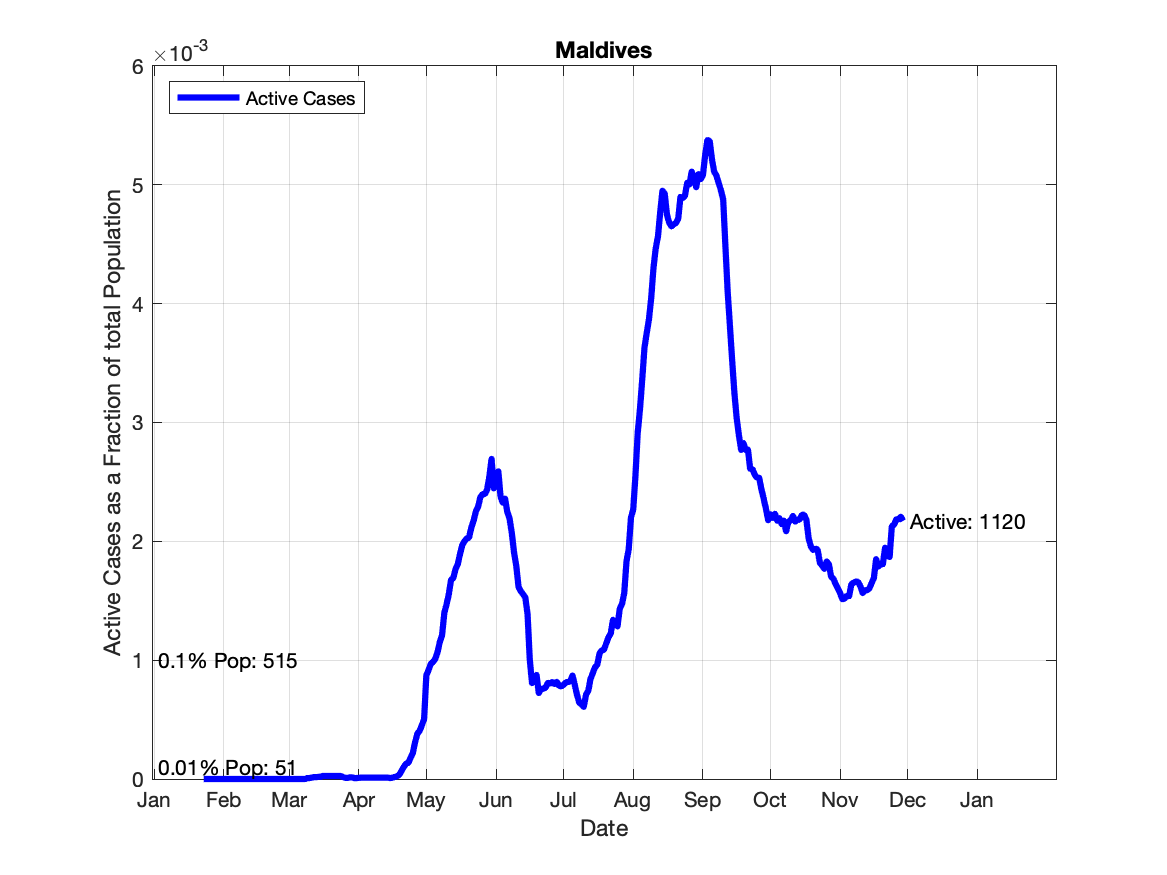 Maldives
×10-3
Active Cases
6
5
4
3
2
1
0
Active Cases as a Fraction of total Population
0.1% Pop: 515
0.01% Pop: 51
Active: 1120
Jan Feb Mar Apr May Jun Jul Aug Sep Oct Nov Dec Jan
Date